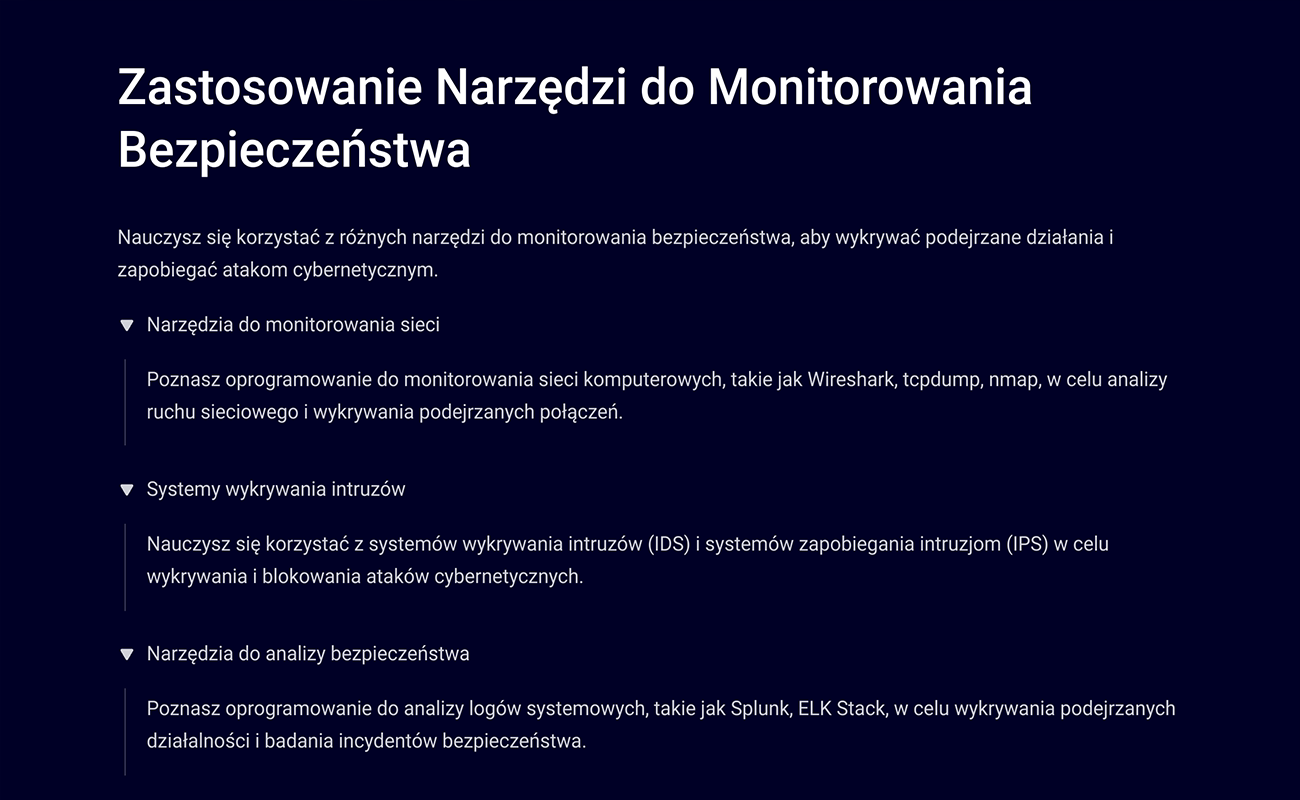 Zastosowanie Narzędzi do Monitorowania
Bezpieczeństwa
Nauczysz się korzystać z różnych narzędzi do monitorowania bezpieczeństwa, aby wykrywać podejrzane działania i
zapobiegać atakom cybernetycznym.
Narzędzia do monitorowania sieci
Poznasz oprogramowanie do monitorowania sieci komputerowych, takie jak Wireshark, tcpdump, nmap, w celu analizy
ruchu sieciowego i wykrywania podejrzanych połączeń.
Systemy wykrywania intruzów
Nauczysz się korzystać z systemów wykrywania intruzów (IDS) i systemów zapobiegania intruzjom (IPS) w celu
wykrywania i blokowania ataków cybernetycznych.
Narzędzia do analizy bezpieczeństwa
Poznasz oprogramowanie do analizy logów systemowych, takie jak Splunk, ELK Stack, w celu wykrywania podejrzanych
działalności i badania incydentów bezpieczeństwa.